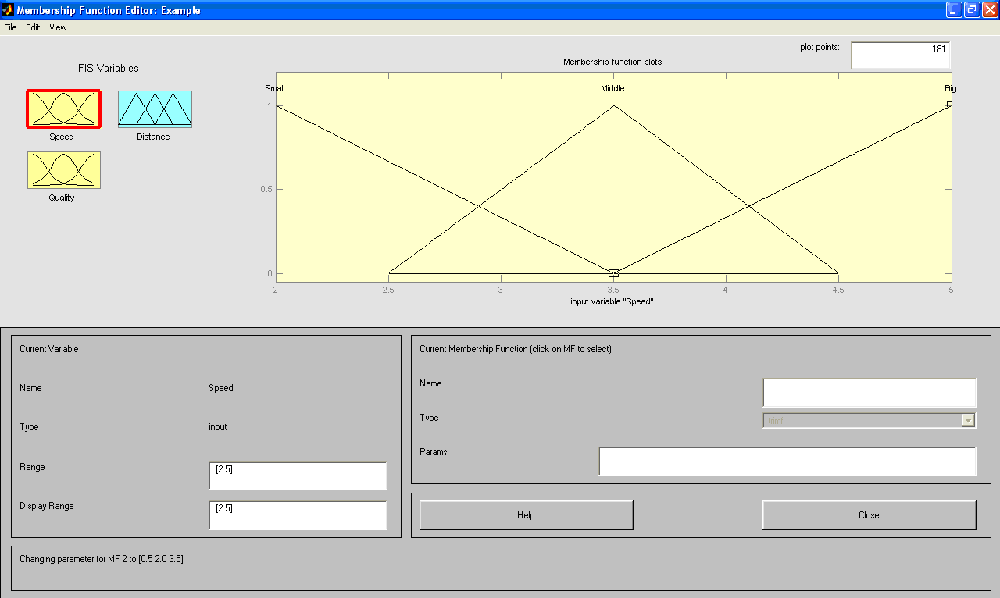 Membership Function Editor: Example
File Edit View
FIS Variables
Speed
Distance
Quality
plot points:
181
Membership function plots
Small
Middle
Big
1
0.5
0
2 2.5 3 3.5 4 4.5 5
input variable "Speed"
Current Variable
Name Speed
Type input
Range [2 5]
Display Range [2 5]
Current Membership Function (click on MF to select)
Name
Type trimf
Params
Help
Close
Changing parameter for MF 2 to [0.5 2.0 3.5]